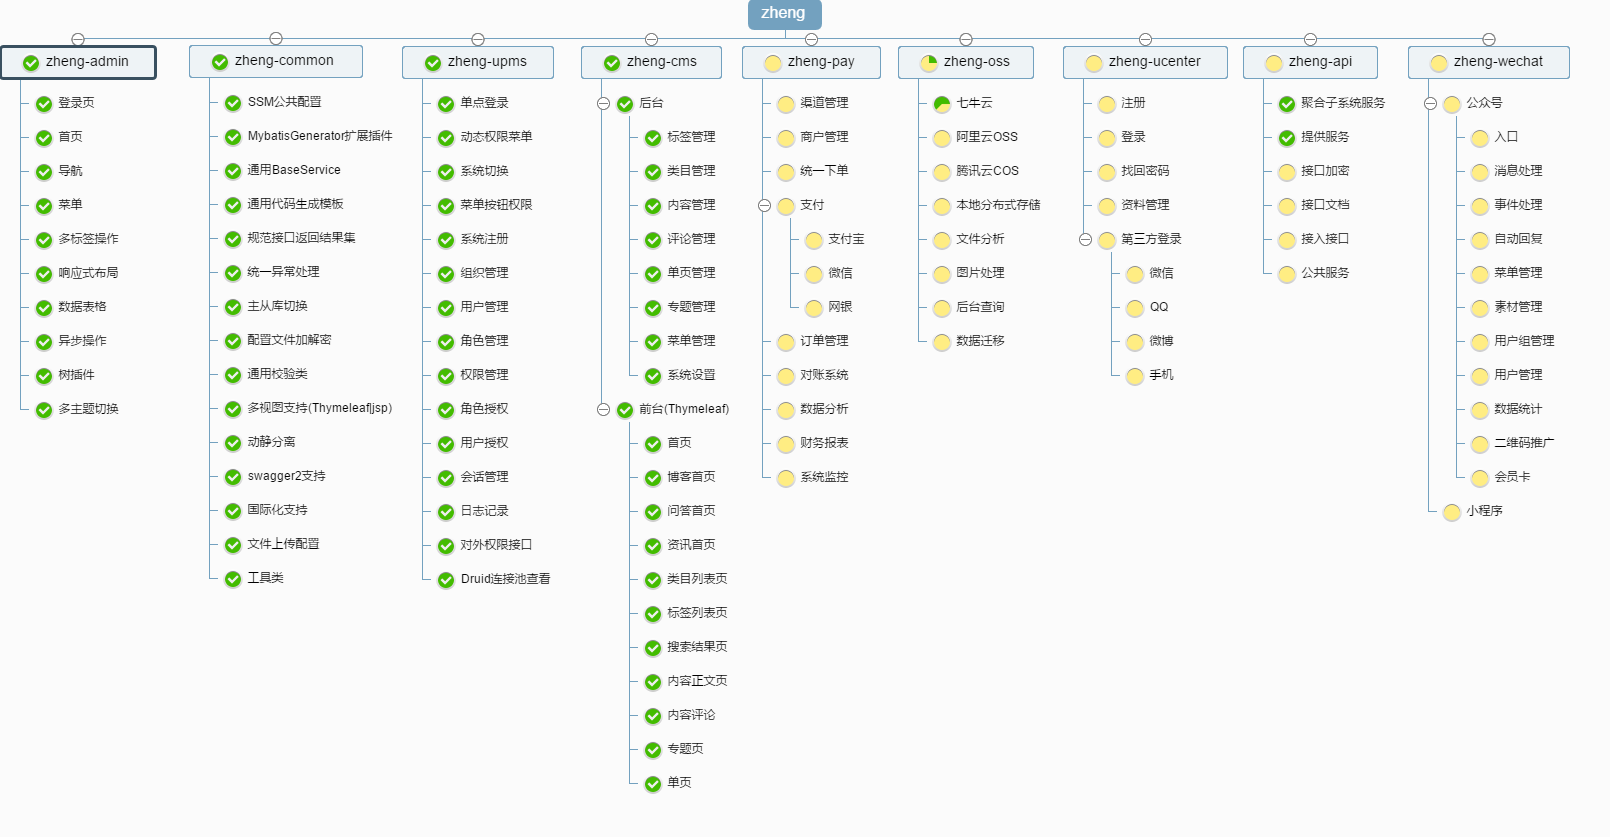 zheng
zheng-admin
登录页
首页
导航
菜单
多标签操作
响应式布局
数据表格
异步操作
树插件
多主题切换
zheng-common
SSM公共配置
MybatisGenerator扩展插件
通用BaseService
通用代码生成模板
规范接口返回结果集
统一异常处理
主从库切换
配置文件加解密
通用校验类
多视图支持(Thymeleaf|jsp)
动静分离
swagger2支持
国际化支持
文件上传配置
工具类
zheng-upms
单点登录
动态权限菜单
系统切换
菜单按钮权限
系统注册
组织管理
用户管理
角色管理
权限管理
角色授权
用户授权
会话管理
日志记录
对外权限接口
Druid连接池查看
zheng-cms
后台
标签管理
类目管理
内容管理
评论管理
单页管理
专题管理
菜单管理
系统设置
前台(Thymeleaf)
首页
博客首页
问答首页
资讯首页
类目列表页
标签列表页
搜索结果页
内容正文页
内容评论
专题页
单页
zheng-pay
渠道管理
商户管理
统一下单
支付
支付宝
微信
网银
订单管理
对账系统
数据分析
财务报表
系统监控
zheng-oss
七牛云
阿里云OSS
腾讯云COS
本地分布式存储
文件分析
图片处理
后台查询
数据迁移
zheng-ucenter
注册
登录
找回密码
资料管理
第三方登录
微信
QQ
微博
手机
zheng-api
聚合子系统服务
提供服务
接口加密
接口文档
接入接口
公共服务
zheng-wechat
公众号
入口
消息处理
事件处理
自动回复
菜单管理
素材管理
用户组管理
用户管理
数据统计
二维码推广
会员卡
小程序